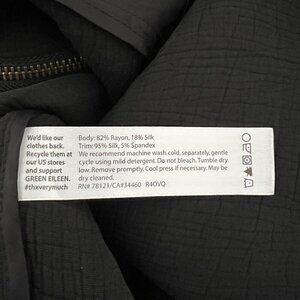 We'd like our
clothes back.
Recycle them at
our US stores
and support
GREEN EILEEN.
#thxverymuch
Body: 82% Rayon, 18% Silk
Trim: 95% Silk, 5% Spandex
We recommend machine wash cold, separately, gentle
cycle using mild detergent. Do not bleach. Tumble dry
low. Remove promptly. Cool press if necessary. May be
dry cleaned.
RN# 78121/CA#34460 R4OVQ